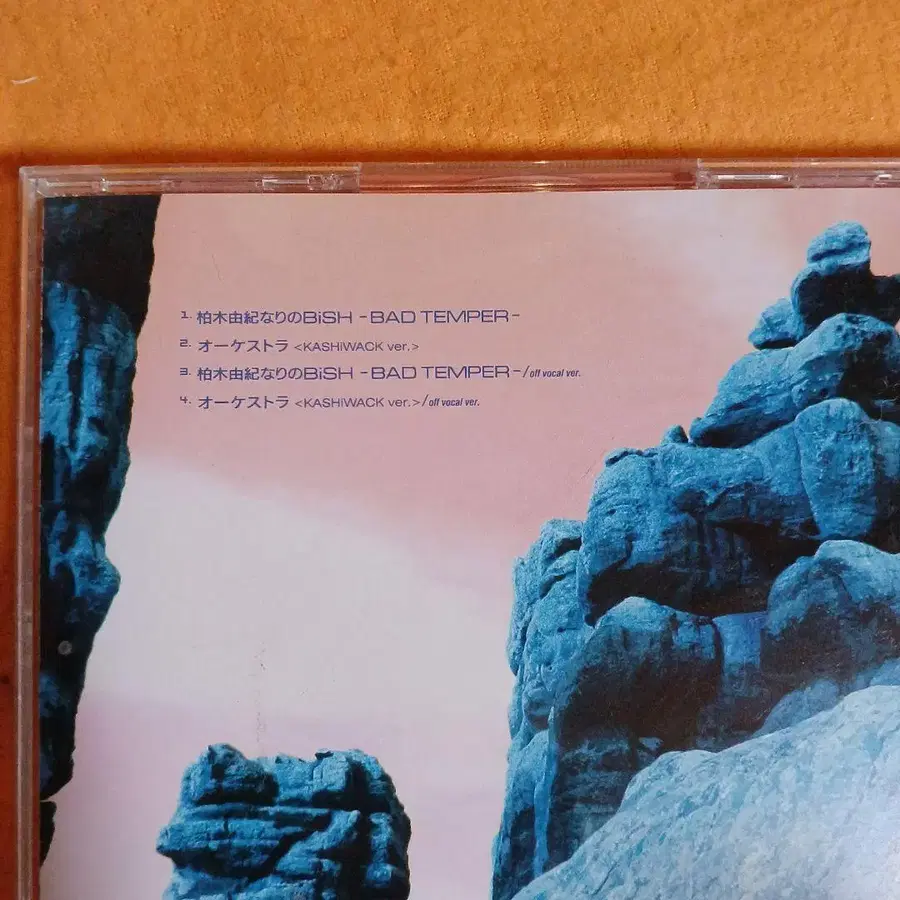 1. 柏木由紀なりのBiSH -BAD TEMPER-
2. オーケストラ <KASHiWACK ver.>
3. 柏木由紀なりのBiSH -BAD TEMPER-/off vocal ver.
4. オーケストラ <KASHiWACK ver.>/off vocal ver.